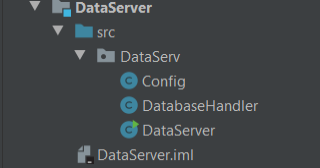 DataServer
src
DataServ
Config
DatabaseHandler
DataServer
DataServer.iml